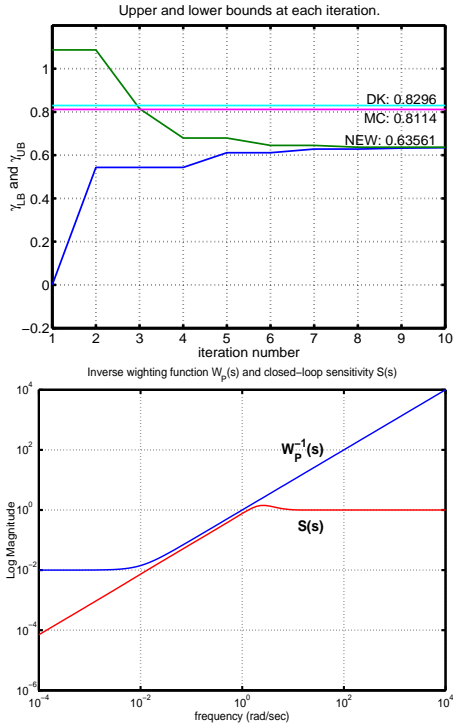 Upper and lower bounds at each iteration.
1
0.8
0.6
0.4
0.2
0
−0.2
γLB and γUB
DK: 0.8296
MC: 0.8114
NEW: 0.63561
1 2 3 4 5 6 7 8 9 10
iteration number
Inverse wighting function WP(s) and closed−loop sensitivity S(s)
10^4
10^2
10^0
10^−2
10^−4
10^−6
Log Magnitude
WP^−1(s)
S(s)
10^−4 10^−2 10^0 10^2 10^4
frequency (rad/sec)